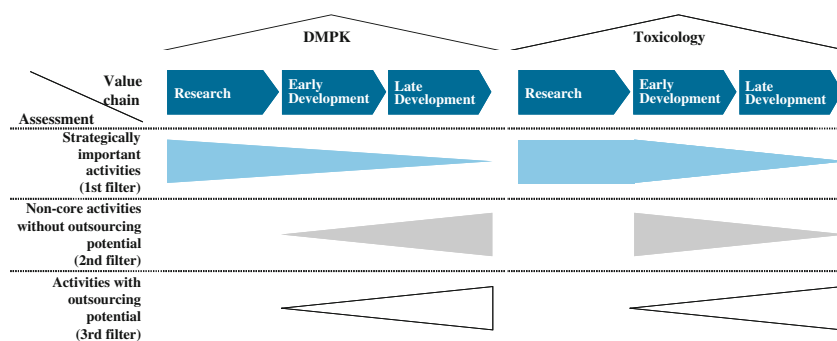 DMPK
Toxicology
Value
chain
Assessment
Research
Early
Development
Late
Development
Research
Early
Development
Late
Development
Strategically
important
activities
(1st filter)
Non-core activities
without outsourcing
potential
(2nd filter)
Activities with
outsourcing
potential
(3rd filter)